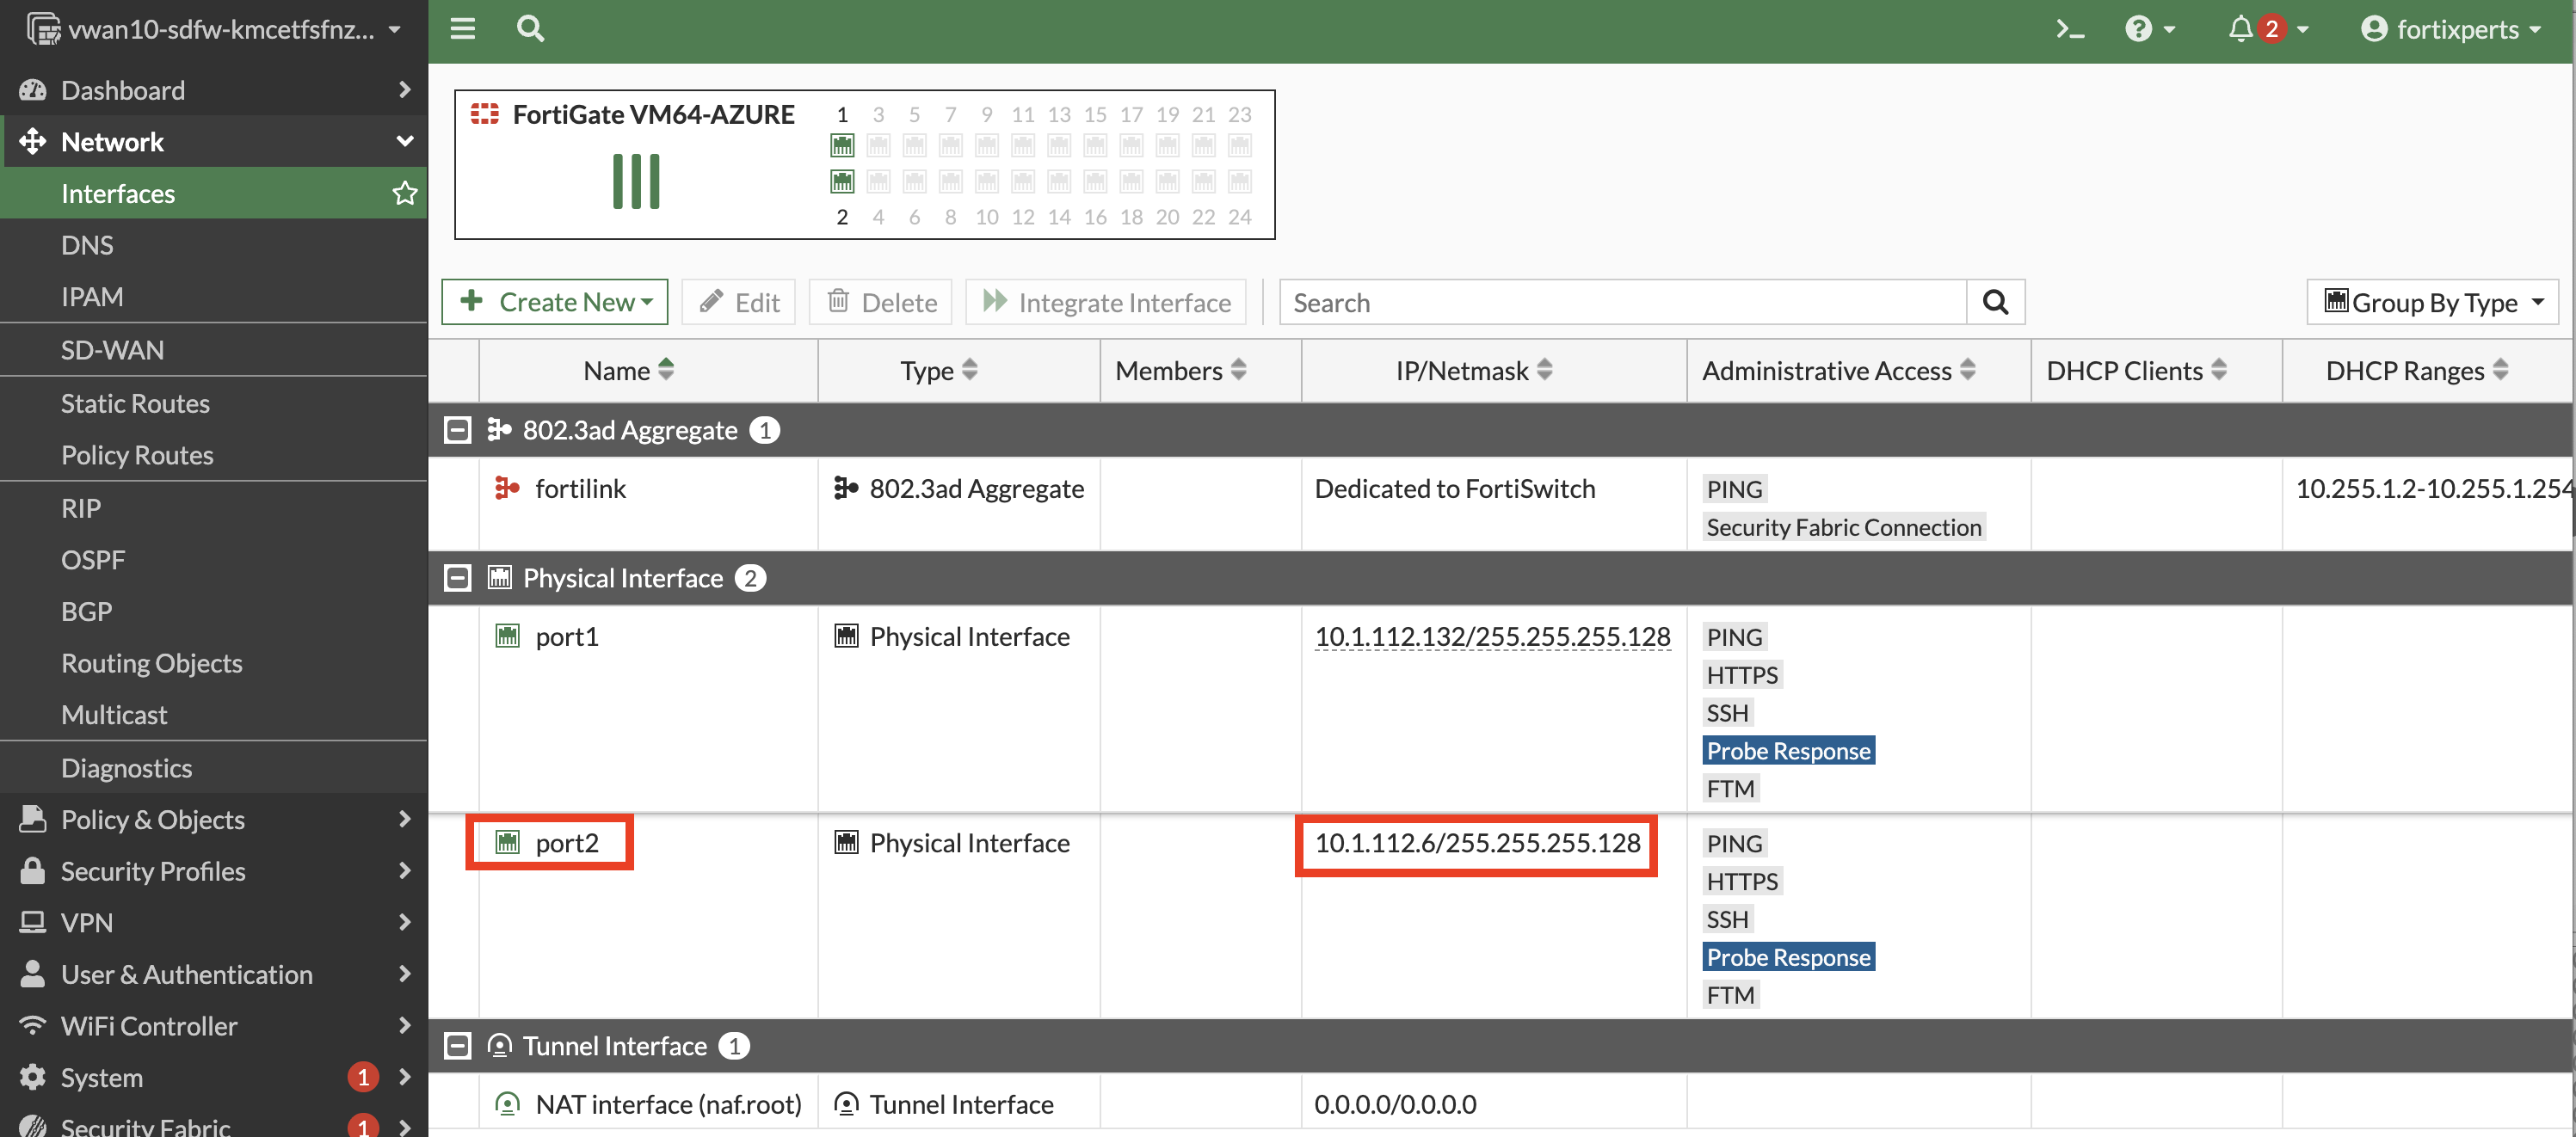 vwan10-sdfw-kmcetfsfnz...
2
fortixperts
Dashboard
Network
Interfaces
DNS
IPAM
SD-WAN
Static Routes
Policy Routes
RIP
OSPF
BGP
Routing Objects
Multicast
Diagnostics
Policy & Objects
Security Profiles
VPN
User & Authentication
WiFi Controller
System 1
Security Fabric 1
FortiGate VM64-AZURE
1 3 5 7 9 11 13 15 17 19 21 23
2 4 6 8 10 12 14 16 18 20 22 24
Create New Edit Delete Integrate Interface Search Group By Type
Name Type Members IP/Netmask Administrative Access DHCP Clients DHCP Ranges
802.3ad Aggregate 1
fortilink 802.3ad Aggregate Dedicated to FortiSwitch PING 10.255.1.2-10.255.1.254
Security Fabric Connection
Physical Interface 2
port1 Physical Interface 10.1.112.132/255.255.255.128 PING
HTTPS
SSH
Probe Response
FTM
port2 Physical Interface 10.1.112.6/255.255.255.128 PING
HTTPS
SSH
Probe Response
FTM
Tunnel Interface 1
NAT interface (naf.root) Tunnel Interface 0.0.0.0/0.0.0.0